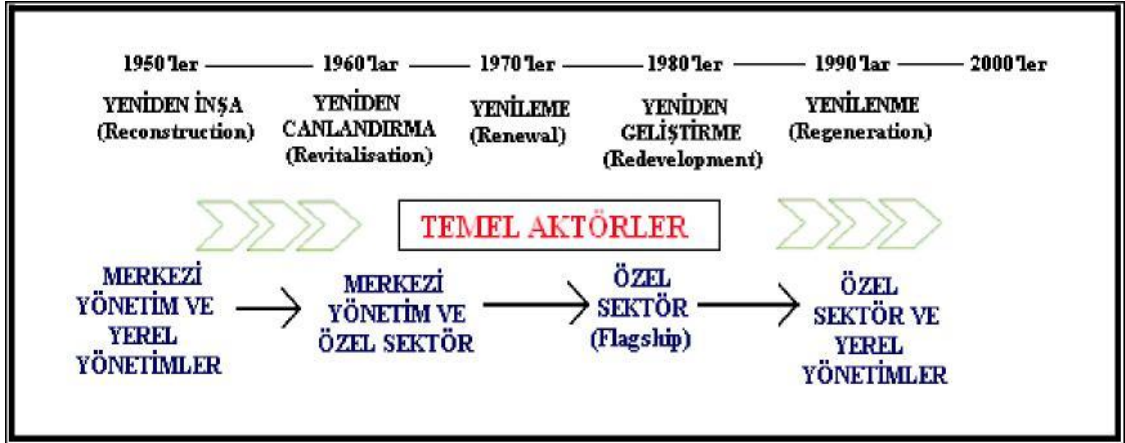 1950'ler 1960'lar 1970'ler 1980'ler 1990'lar 2000'ler
YENİDEN İNŞA
(Reconstruction)
YENİDEN
CANLANDIRMA
(Revitalisation)
YENİLEME
(Renewal)
YENİDEN
GELİŞTİRME
(Redevelopment)
YENİLENME
(Regeneration)
TEMEL AKTÖRLER
MERKEZİ
YÖNETİM VE
YEREL
YÖNETİMLER
MERKEZİ
YÖNETİM VE
ÖZEL SEKTÖR
ÖZEL
SEKTÖR
(Flagship)
ÖZEL
SEKTÖR VE
YEREL
YÖNETİMLER